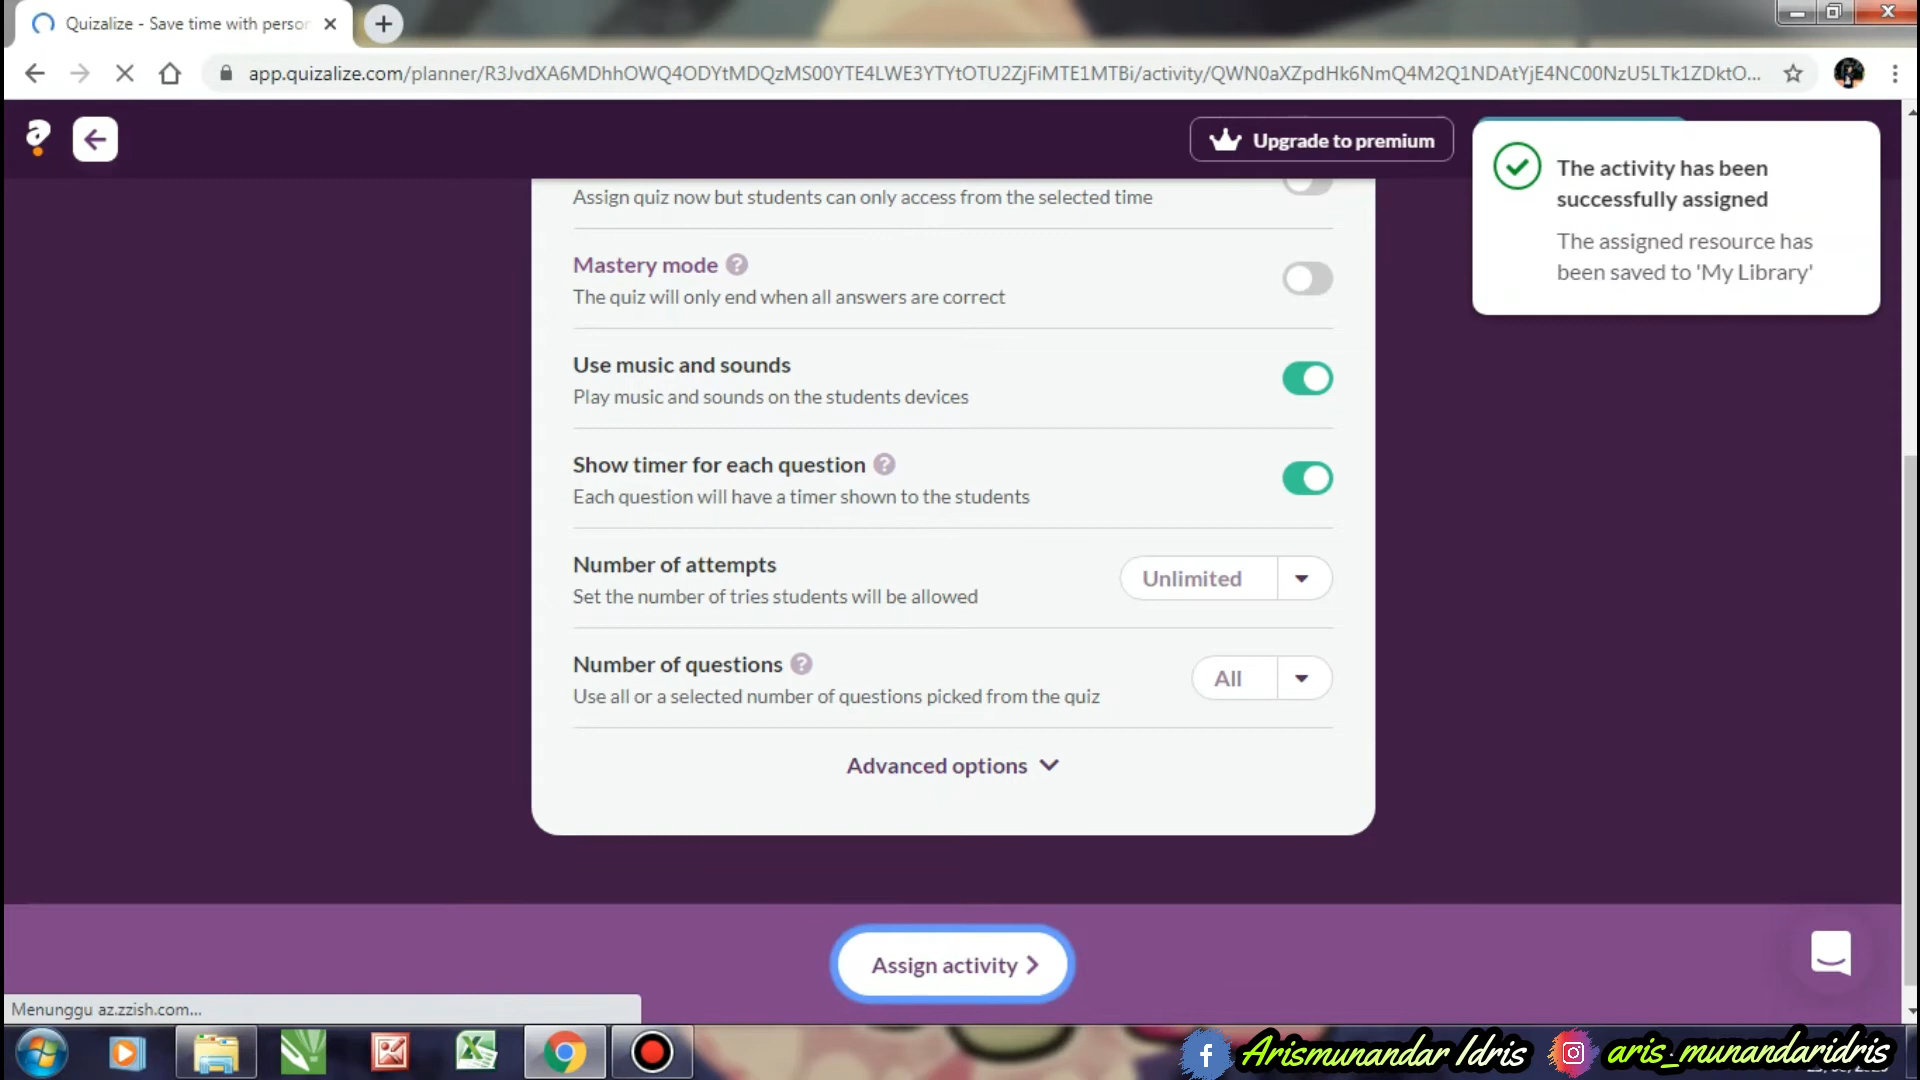 Quizalize - Save time with person
app.quizalize.com/planner/R3JvdXA6MDhhOWQ4ODYtMDQzMS00YTE4LWE3YTYtOTU2ZjFiMTE1MTBi/activity/QWN0aXZpdHk6NmQ4M2Q1NDAtYjE4NC00NzU5LTk1ZDktO...
Upgrade to premium
The activity has been
successfully assigned
The assigned resource has
been saved to 'My Library'
Assign quiz now but students can only access from the selected time
Mastery mode ?
The quiz will only end when all answers are correct
Use music and sounds
Play music and sounds on the students devices
Show timer for each question ?
Each question will have a timer shown to the students
Number of attempts
Set the number of tries students will be allowed
Unlimited
Number of questions ?
Use all or a selected number of questions picked from the quiz
All
Advanced options
Assign activity
Menunggu az.zzish.com...
Arismunandar Idris
aris_munandaridris